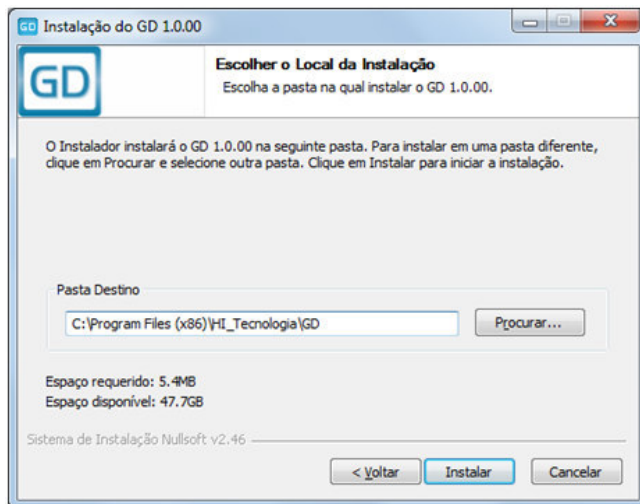 GD Instalação do GD 1.0.00
GD
Escolher o Local da Instalação
Escolha a pasta na qual instalar o GD 1.0.00.
O Instalador instalará o GD 1.0.00 na seguinte pasta. Para instalar em uma pasta diferente,
clique em Procurar e selecione outra pasta. Clique em Instalar para iniciar a instalação.
Pasta Destino
C:\Program Files (x86)\HI_Tecnologia\GD
Procurar...
Espaço requerido: 5.4MB
Espaço disponível: 47.7GB
Sistema de Instalação Nullsoft v2.46
< Voltar Instalar Cancelar